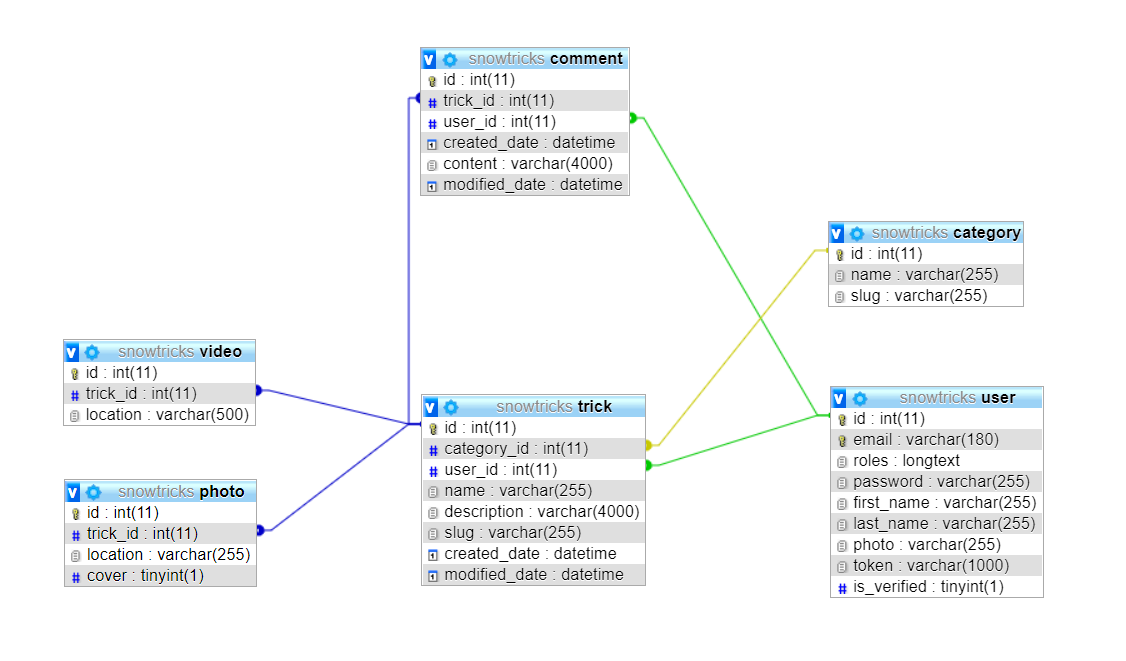 snowtricks comment
id : int(11)
trick_id : int(11)
user_id : int(11)
created_date : datetime
content : varchar(4000)
modified_date : datetime
snowtricks category
id : int(11)
name : varchar(255)
slug : varchar(255)
snowtricks video
id : int(11)
trick_id : int(11)
location : varchar(500)
snowtricks trick
id : int(11)
category_id : int(11)
user_id : int(11)
name : varchar(255)
description : varchar(4000)
slug : varchar(255)
created_date : datetime
modified_date : datetime
snowtricks user
id : int(11)
email : varchar(180)
roles : longtext
password : varchar(255)
first_name : varchar(255)
last_name : varchar(255)
photo : varchar(255)
token : varchar(1000)
is_verified : tinyint(1)
snowtricks photo
id : int(11)
trick_id : int(11)
location : varchar(255)
cover : tinyint(1)